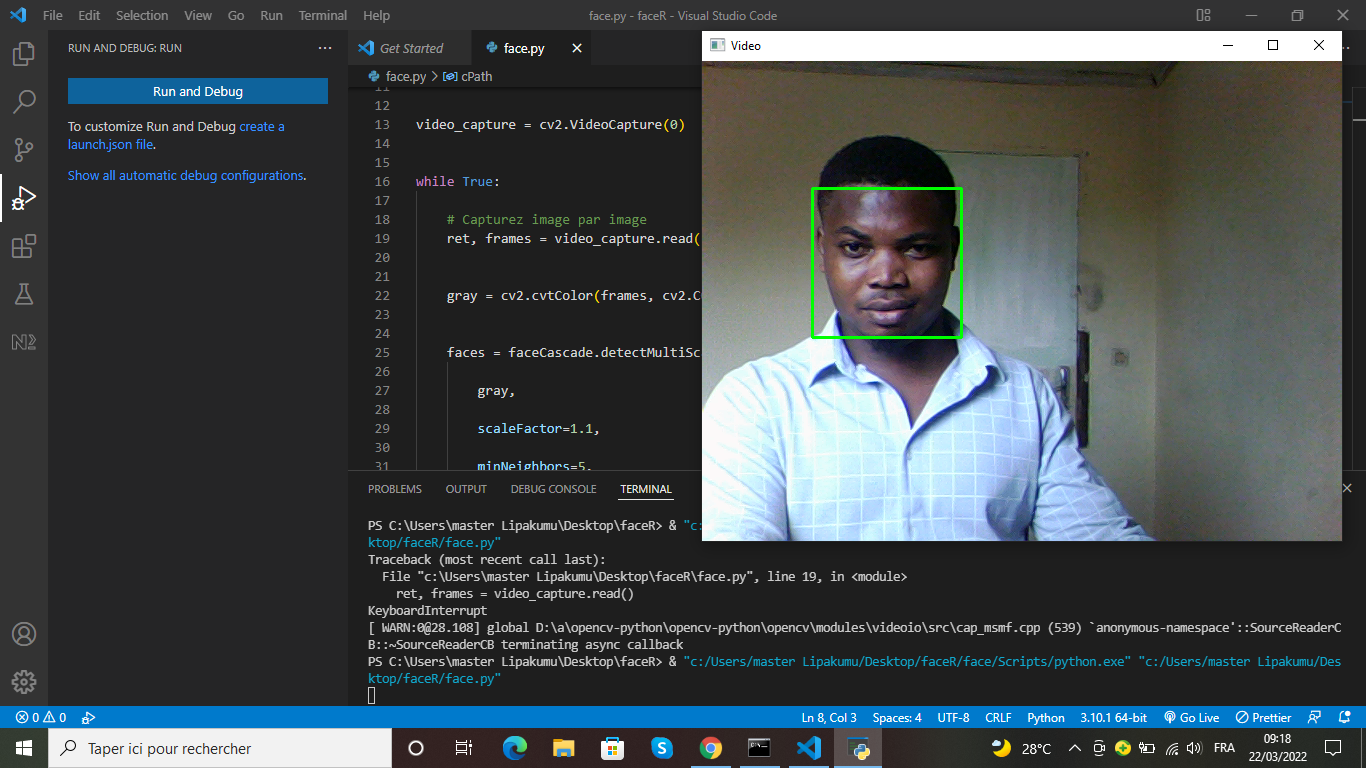 File Edit Selection View Go Run Terminal Help
face.py - faceR - Visual Studio Code
RUN AND DEBUG: RUN
Run and Debug
To customize Run and Debug create a
launch.json file.
Show all automatic debug configurations.
Get Started
face.py
face.py > cPath
11
12
13 video_capture = cv2.VideoCapture(0)
14
15
16 while True:
17
18 # Capturez image par image
19 ret, frames = video_capture.read(
20
21
22 gray = cv2.cvtColor(frames, cv2.C
23
24
25 faces = faceCascade.detectMultiSc
26
27 gray,
28
29 scaleFactor=1.1,
30
31 minNeighbors=5,
Video
PROBLEMS OUTPUT DEBUG CONSOLE TERMINAL
PS C:\Users\master Lipakumu\Desktop\faceR> & "c:
ktop/faceR/face.py"
Traceback (most recent call last):
File "c:\Users\master Lipakumu\Desktop\faceR\face.py", line 19, in <module>
ret, frames = video_capture.read()
KeyboardInterrupt
[ WARN:0@28.108] global D:\a\opencv-python\opencv-python\opencv\modules\videoio\src\cap_msmf.cpp (539) `anonymous-namespace'::SourceReaderC
B::~SourceReaderCB terminating async callback
PS C:\Users\master Lipakumu\Desktop\faceR> & "c:/Users/master Lipakumu/Desktop/faceR/face/Scripts/python.exe" "c:/Users/master Lipakumu/Des
ktop/faceR/face.py"
0 0
Ln 8, Col 3 Spaces: 4 UTF-8 CRLF Python 3.10.1 64-bit Go Live Prettier
Taper ici pour rechercher
28°C
FRA
09:18
22/03/2022